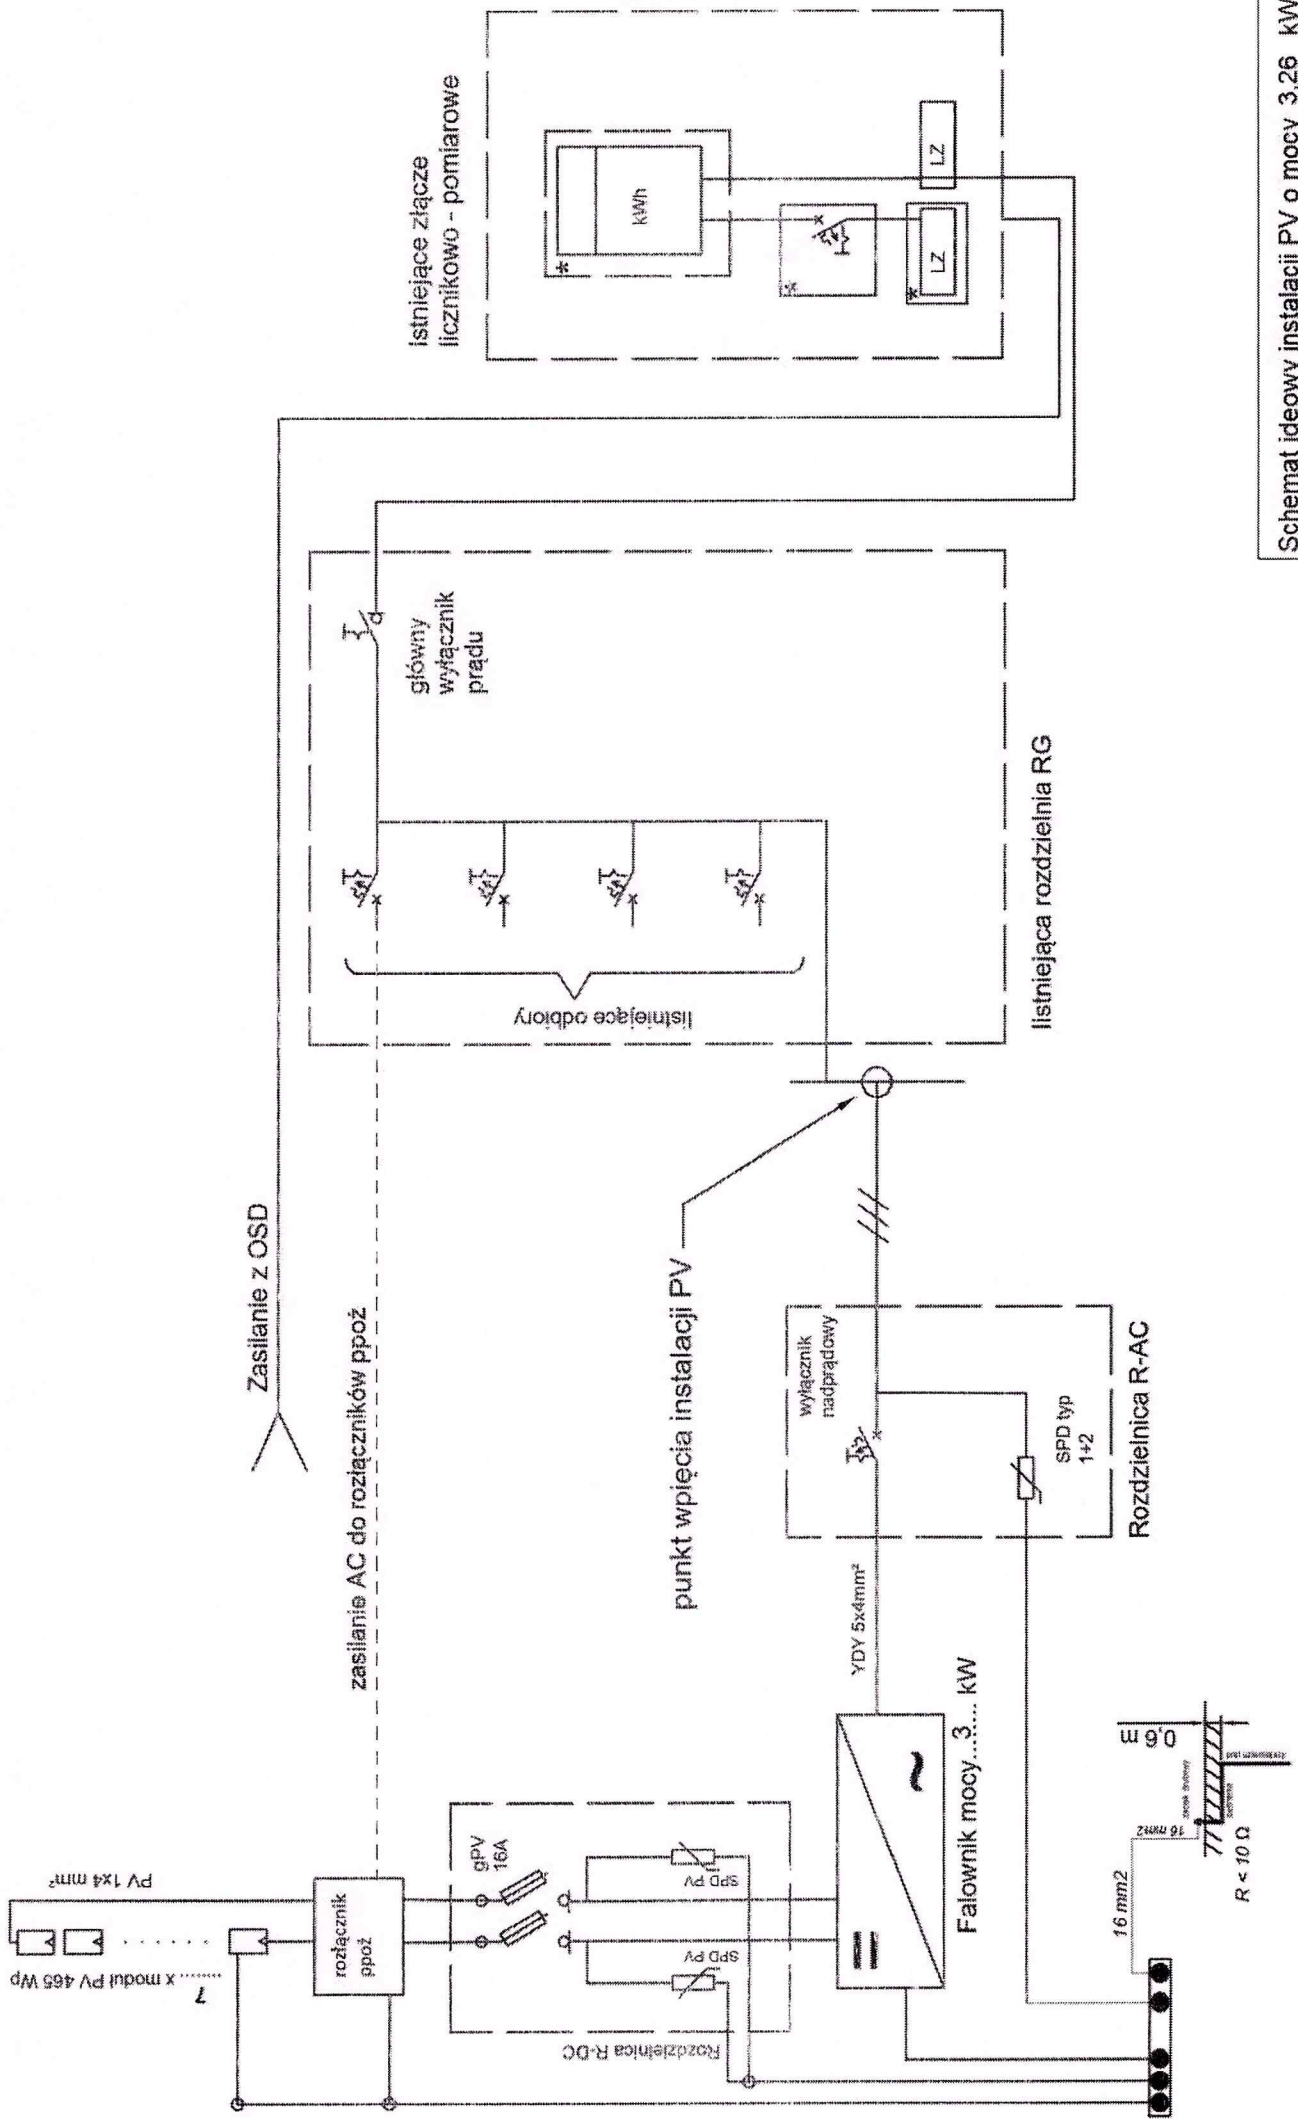 7
........ x moduł PV 465 Wp
PV 1x4 mm²
rozłącznik
ppoż
zasilanie AC do rozłączników ppoż
Zasilanie z OSD
Rozdzielnica R-DC
gPV
16A
SPD PV
SPD PV
Falownik mocy...3..... kW
YDY 5x4mm²
wyłącznik
nadprądowy
SPD typ
1+2
Rozdzielnica R-AC
punkt wpięcia instalacji PV
Iistniejące odbiory
główny
wyłącznik
prądu
Iistniejąca rozdzielnia RG
istniejące złącze
licznikowo - pomiarowe
*
kWh
*
*
LZ
LZ
16 mm2
16 mm2
R < 10 Ω
0,6 m
Schemat ideowy instalacji PV o mocy 3,26 kW